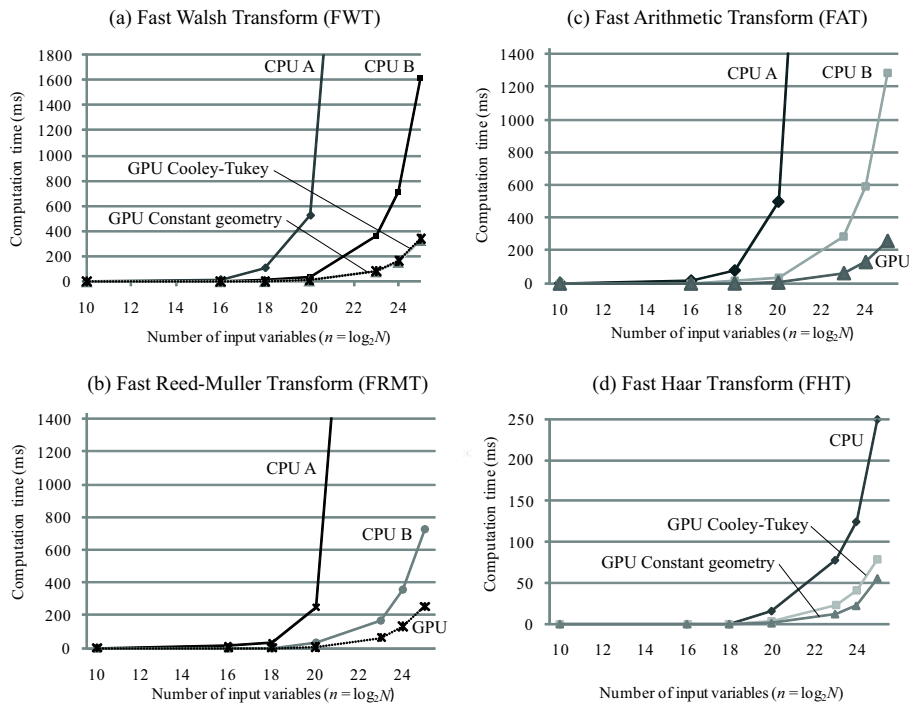 (a) Fast Walsh Transform (FWT)
1800
1600
1400
1200
1000
800
600
400
200
0
Computation time (ms)
CPU A
CPU B
GPU Cooley-Tukey
GPU Constant geometry
10 12 14 16 18 20 22 24
Number of input variables (n = log₂N)
(c) Fast Arithmetic Transform (FAT)
1400
1200
1000
800
600
400
200
0
Computation time (ms)
CPU A
CPU B
GPU
10 12 14 16 18 20 22 24
Number of input variables (n = log₂N)
(b) Fast Reed-Muller Transform (FRMT)
1400
1200
1000
800
600
400
200
0
Computation time (ms)
CPU A
CPU B
GPU
10 12 14 16 18 20 22 24
Number of input variables (n = log₂N)
(d) Fast Haar Transform (FHT)
250
200
150
100
50
0
Computation time (ms)
CPU
GPU Cooley-Tukey
GPU Constant geometry
10 12 14 16 18 20 22 24
Number of input variables (n = log₂N)